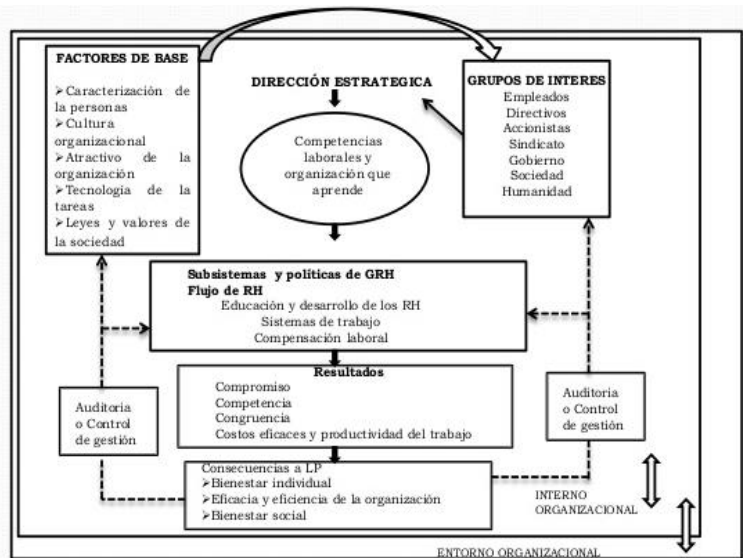 FACTORES DE BASE
➢Caracterización de
la personas
➢Cultura
organizacional
➢Atractivo de la
organización
➢Tecnología de la
tareas
➢Leyes y valores de
la sociedad
DIRECCIÓN ESTRATEGICA
Competencias
laborales y
organización que
aprende
GRUPOS DE INTERES
Empleados
Directivos
Accionistas
Sindicato
Gobierno
Sociedad
Humanidad
Subsistemas y políticas de GRH
Flujo de RH
Educación y desarrollo de los RH
Sistemas de trabajo
Compensación laboral
Resultados
Compromiso
Competencia
Congruencia
Costos eficaces y productividad del trabajo
Auditoria
o Control
de gestión
Auditoria
o Control
de gestión
Consecuencias a LP
➢Bienestar individual
➢Eficacia y eficiencia de la organización
➢Bienestar social
INTERNO
ORGANIZACIONAL
ENTORNO ORGANIZACIONAL